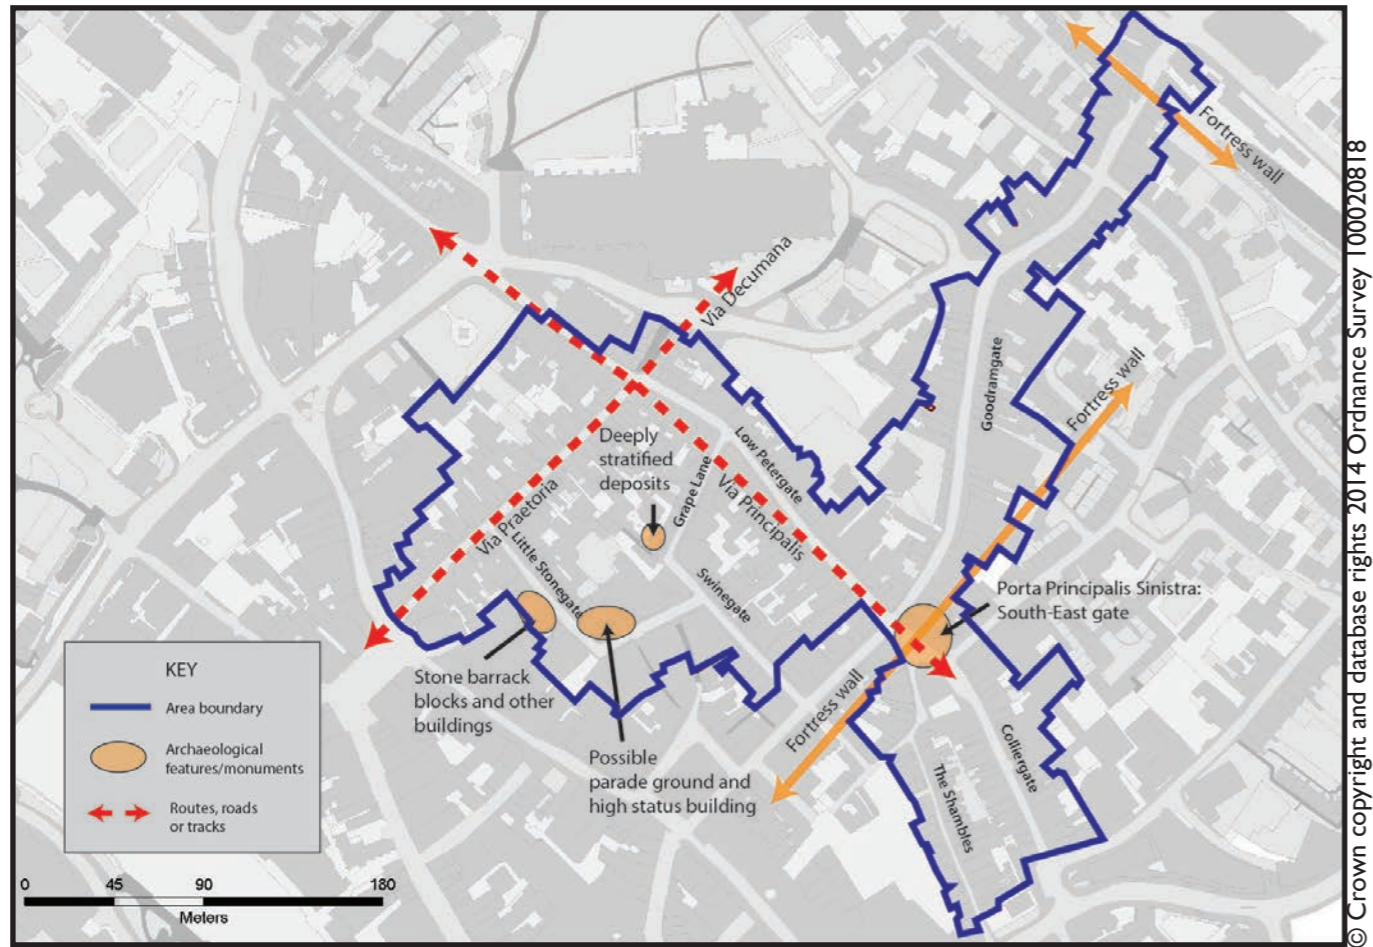 Fortress wall
Via Decumana
Goodramgate
Fortress wall
Deeply
stratified
deposits
Low Petergate
Grape Lane
Via Principalis
Via Praetoria
Little Stonegate
Swinegate
Porta Principalis Sinistra:
South-East gate
Stone barrack
blocks and other
buildings
Fortress wall
Possible
parade ground and
high status building
Colliergate
The Shambles
KEY
Area boundary
Archaeological
features/monuments
Routes, roads
or tracks
0 45 90 180
Meters
© Crown copyright and database rights 2014 Ordnance Survey 100020818